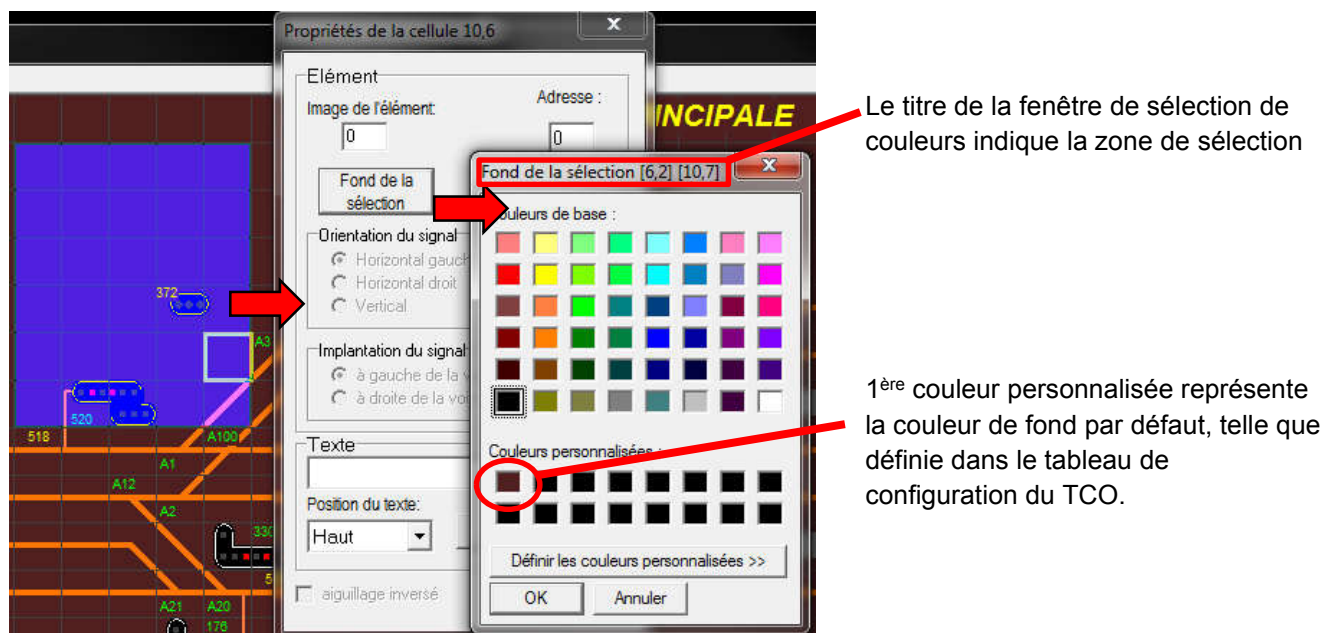 Propriétés de la cellule 10,6
x
Elément
Image de l'élément:
Adresse :
0
0
INCIPALE
Fond de la
sélection
Fond de la sélection [6,2] [10,7]
x
ouleurs de base :
Orientation du signal
Horizontal gauch
Horizontal droit
Vertical
Implantation du signal
à gauche de la v
à droite de la voi
Texte
Position du texte:
Haut
aiguillage inversé
Couleurs personnalisées :
Définir les couleurs personnalisées >>
OK
Annuler
372
A3
520
518
A100
A1
A12
A2
330
5
A21
A20
176
Le titre de la fenêtre de sélection de
couleurs indique la zone de sélection
1ère couleur personnalisée représente
la couleur de fond par défaut, telle que
définie dans le tableau de
configuration du TCO.